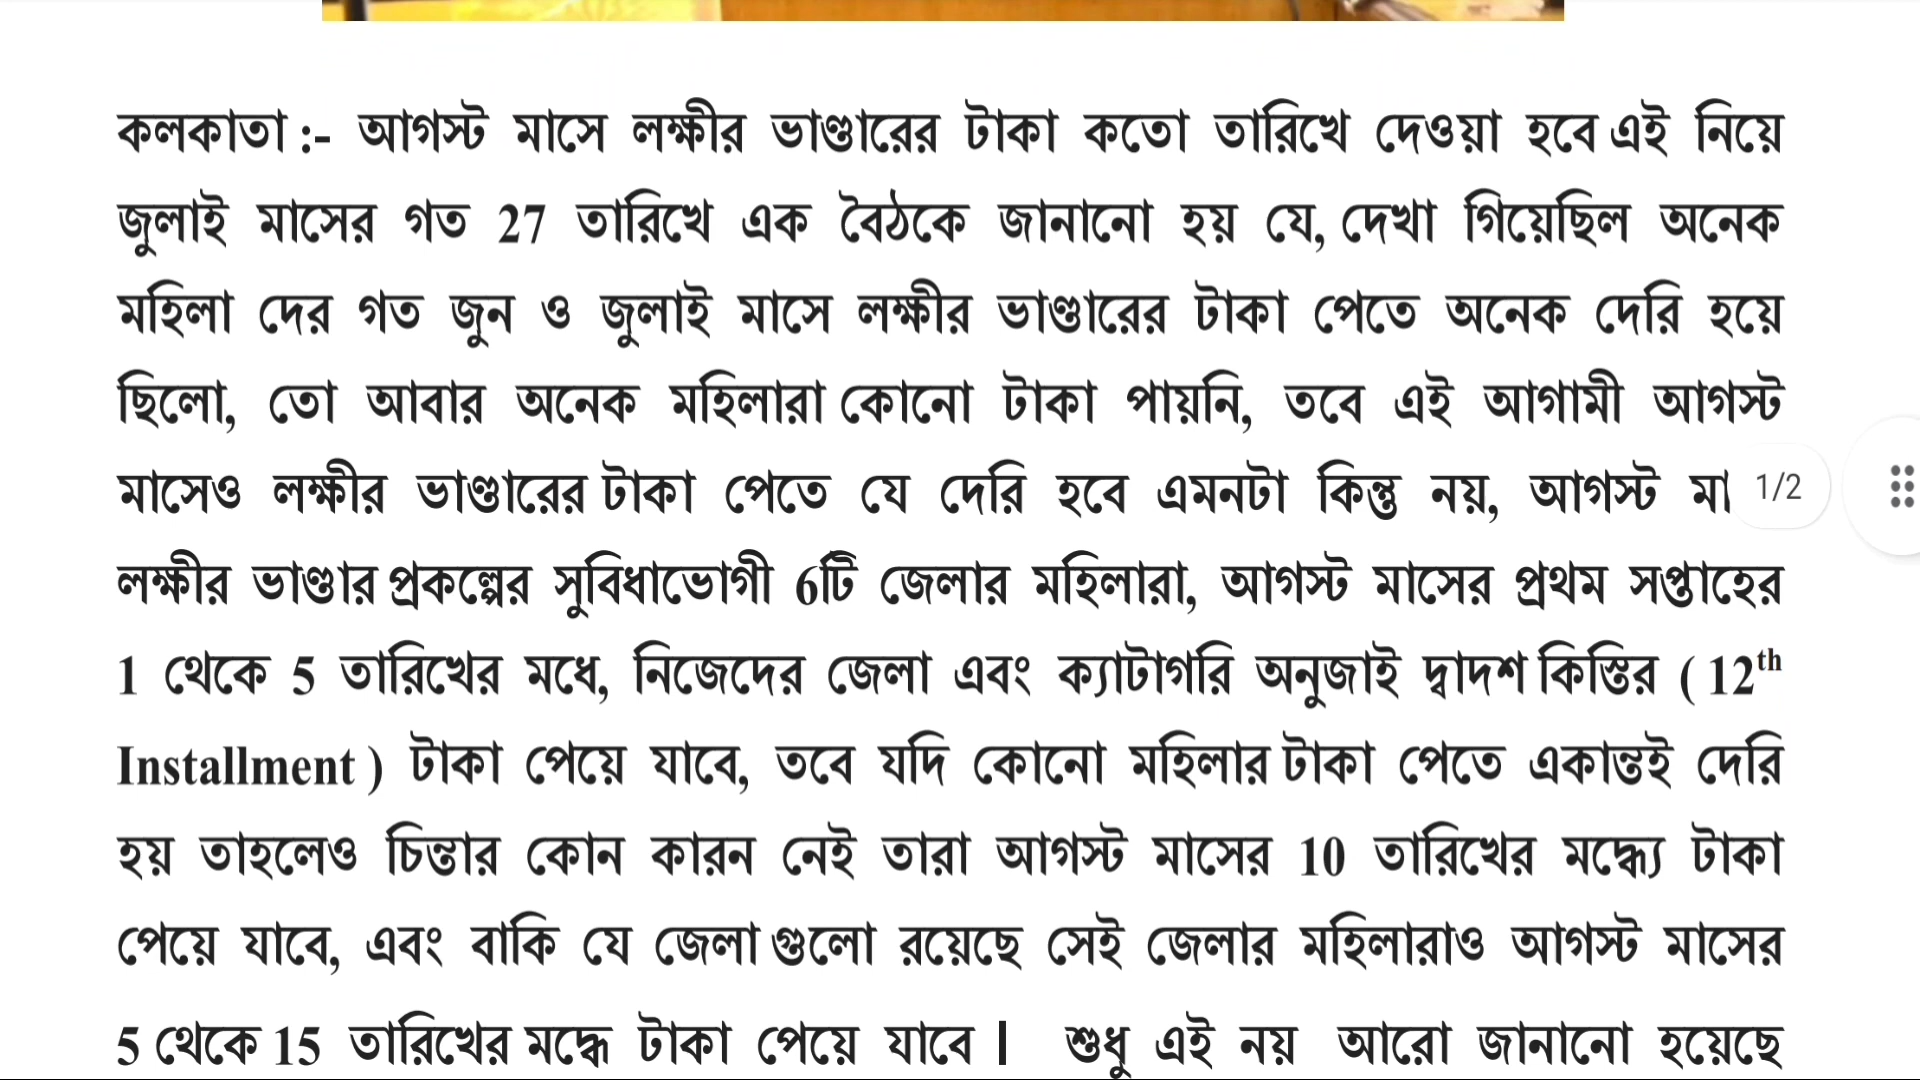 কলকাতা :- আগস্ট মাসে লক্ষীর ভাণ্ডারের টাকা কতো তারিখে দেওয়া হবে এই নিয়ে
জুলাই মাসের গত 27 তারিখে এক বৈঠকে জানানো হয় যে, দেখা গিয়েছিল অনেক
মহিলা দের গত জুন ও জুলাই মাসে লক্ষীর ভাণ্ডারের টাকা পেতে অনেক দেরি হয়ে
ছিলো, তো আবার অনেক মহিলারা কোনো টাকা পায়নি, তবে এই আগামী আগস্ট
মাসেও লক্ষীর ভাণ্ডারের টাকা পেতে যে দেরি হবে এমনটা কিন্তু নয়, আগস্ট মা 1/2
লক্ষীর ভাণ্ডার প্রকল্পের সুবিধাভোগী 6টি জেলার মহিলারা, আগস্ট মাসের প্রথম সপ্তাহের
1 থেকে 5 তারিখের মধে, নিজেদের জেলা এবং ক্যাটাগরি অনুজাই দ্বাদশ কিস্তির ( 12th
Installment ) টাকা পেয়ে যাবে, তবে যদি কোনো মহিলার টাকা পেতে একান্তই দেরি
হয় তাহলেও চিন্তার কোন কারন নেই তারা আগস্ট মাসের 10 তারিখের মদ্ধ্যে টাকা
পেয়ে যাবে, এবং বাকি যে জেলা গুলো রয়েছে সেই জেলার মহিলারাও আগস্ট মাসের
5 থেকে 15 তারিখের মদ্ধে টাকা পেয়ে যাবে । শুধু এই নয় আরো জানানো হয়েছে